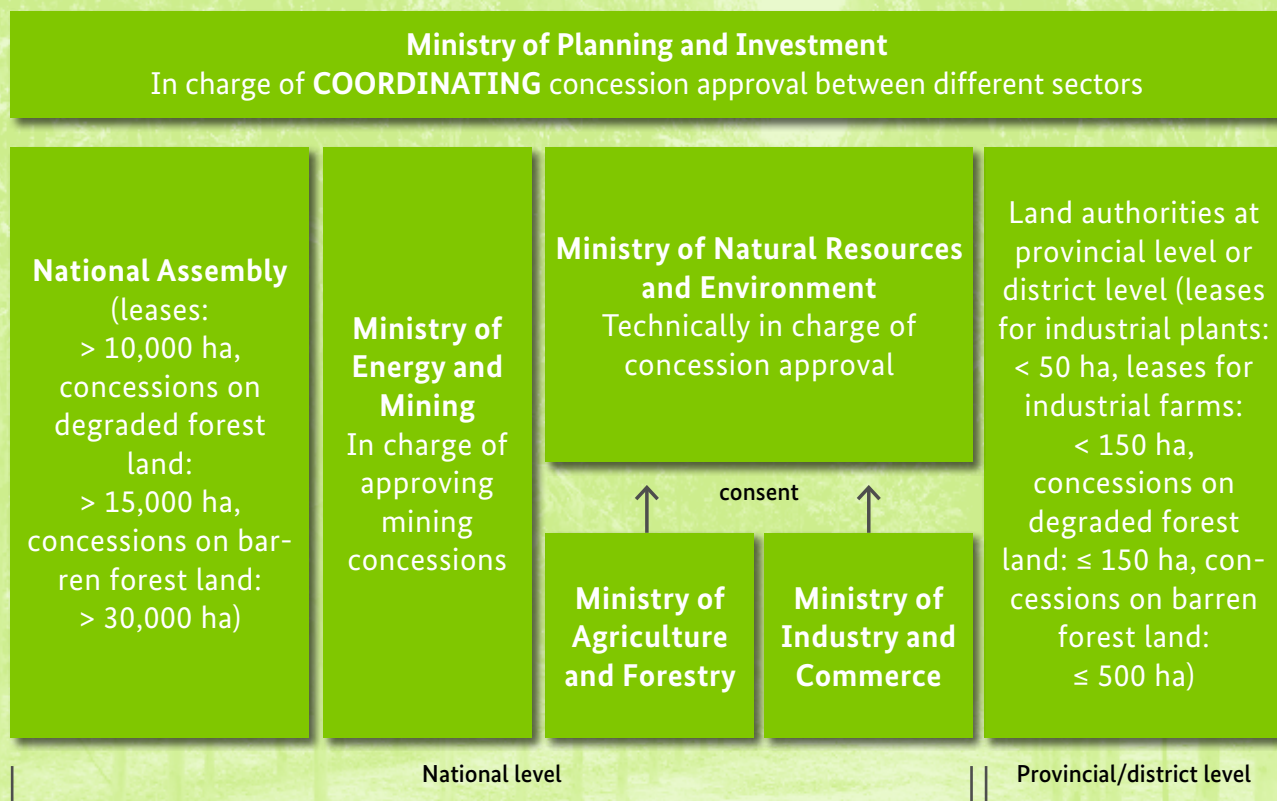 Ministry of Planning and Investment
In charge of COORDINATING concession approval between different sectors
National Assembly
(leases:
> 10,000 ha,
concessions on
degraded forest
land:
> 15,000 ha,
concessions on bar-
ren forest land:
> 30,000 ha)
Ministry of
Energy and
Mining
In charge of
approving
mining
concessions
Ministry of Natural Resources
and Environment
Technically in charge of
concession approval
consent
Ministry of
Agriculture
and Forestry
Ministry of
Industry and
Commerce
Land authorities at
provincial level or
district level (leases
for industrial plants:
< 50 ha, leases for
industrial farms:
< 150 ha,
concessions on
degraded forest
land: ≤ 150 ha, con-
cessions on barren
forest land:
≤ 500 ha)
National level
Provincial/district level